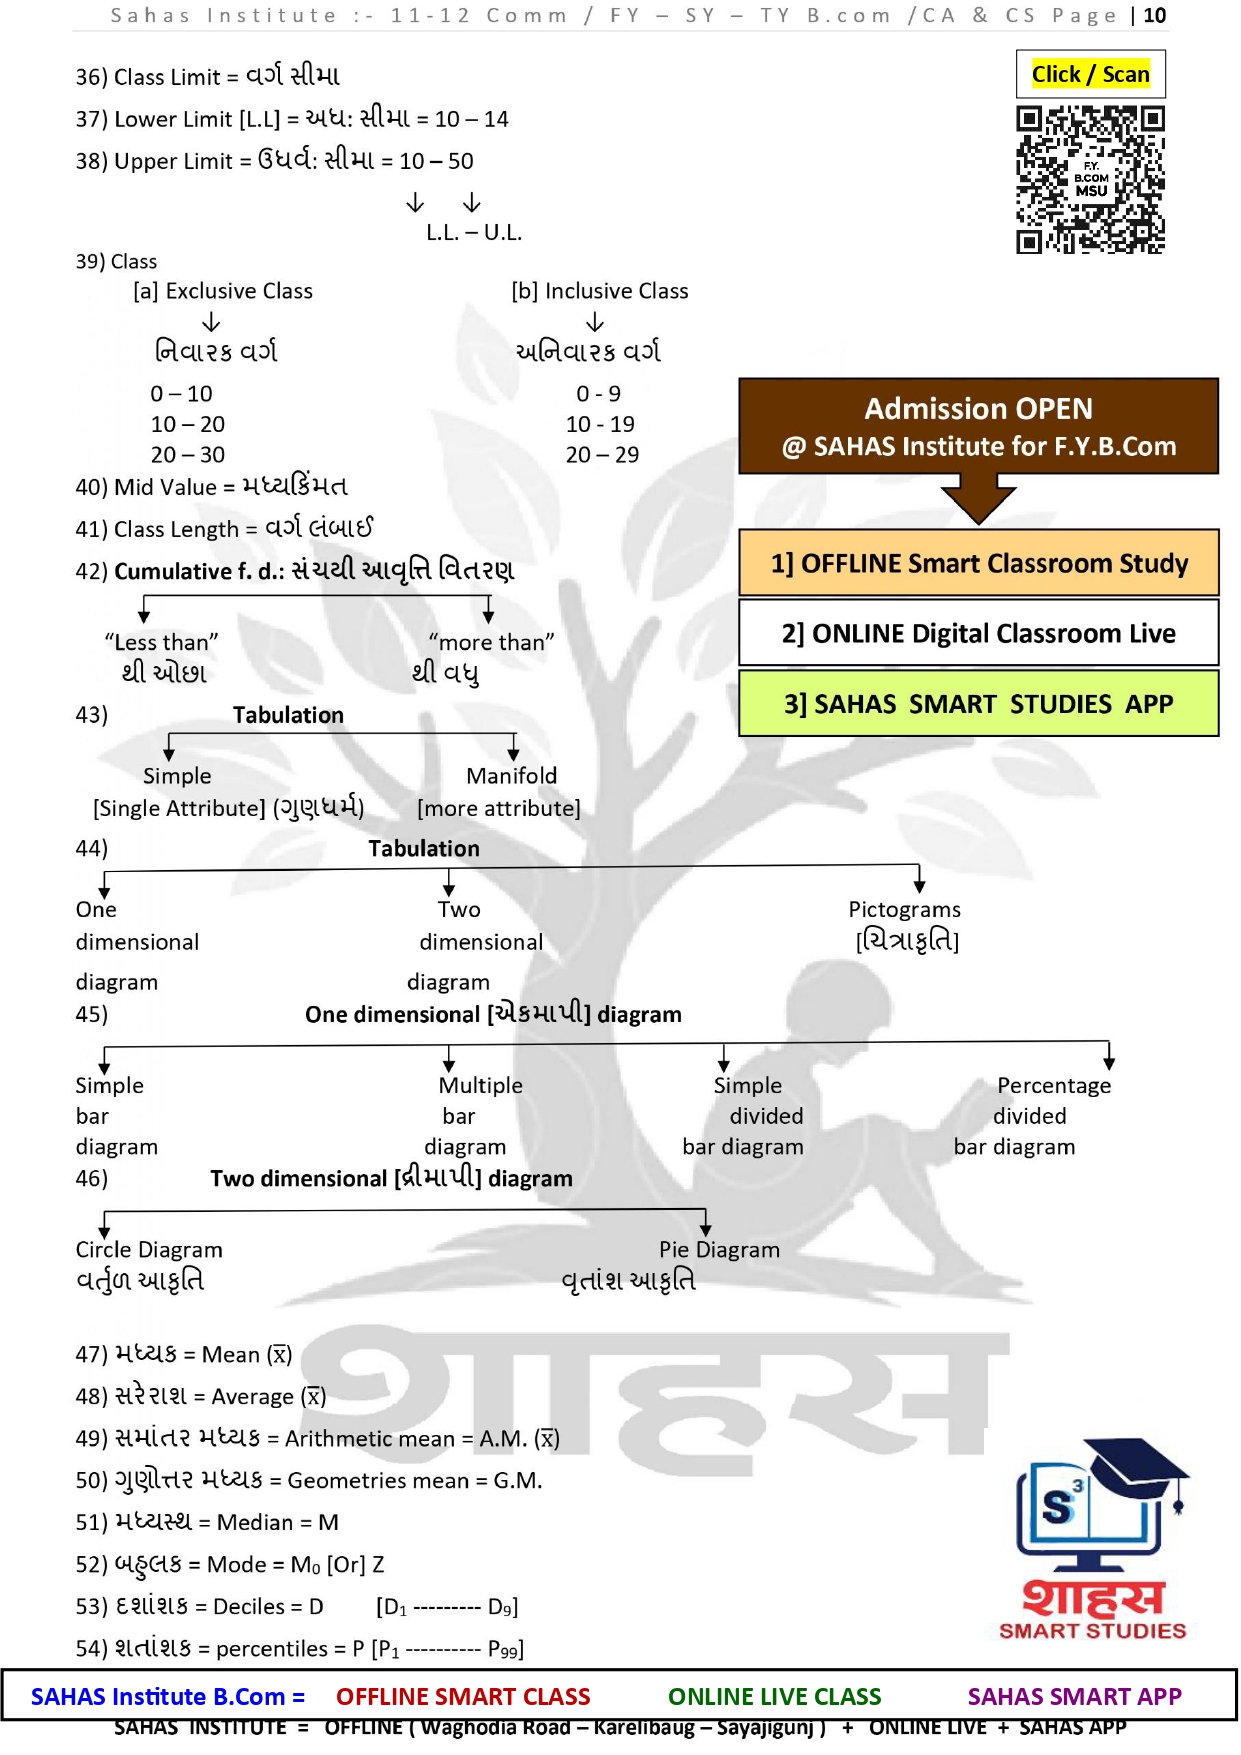 Sahas Institute :- 11-12 Comm / FY – SY – TY B.com /CA & CS Page | 10
36) Class Limit = વર્ગ સીમા
Click / Scan
37) Lower Limit [L.L] = અધ: સીમા = 10 – 14
38) Upper Limit = ઉધર્વ: સીમા = 10 – 50
F.Y.
B.COM
MSU
↓ ↓
L.L. – U.L.
39) Class
[a] Exclusive Class [b] Inclusive Class
↓ ↓
નિવારક વર્ગ અનિવારક વર્ગ
0 – 10 0 - 9
10 – 20 10 - 19
20 – 30 20 – 29
Admission OPEN
@ SAHAS Institute for F.Y.B.Com
1] OFFLINE Smart Classroom Study
2] ONLINE Digital Classroom Live
3] SAHAS SMART STUDIES APP
40) Mid Value = મધ્યકિંમત
41) Class Length = વર્ગ લંબાઈ
42) Cumulative f. d.: સંચયી આવૃત્તિ વિતરણ
“Less than” “more than”
થી ઓછા થી વધુ
43) Tabulation
Simple Manifold
[Single Attribute] (ગુણધર્મ) [more attribute]
44) Tabulation
One Two Pictograms
dimensional dimensional [ચિત્રાકૃતિ]
diagram diagram
45) One dimensional [એકમાપી] diagram
Simple Multiple Simple Percentage
bar bar divided divided
diagram diagram bar diagram bar diagram
46) Two dimensional [દ્રીમાપી] diagram
Circle Diagram Pie Diagram
વર્તુળ આકૃતિ વૃતાંશ આકૃતિ
शाहस
47) મધ્યક = Mean (x̅)
48) સરેરાશ = Average (x̅)
49) સમાંતર મધ્યક = Arithmetic mean = A.M. (x̅)
50) ગુણોત્તર મધ્યક = Geometries mean = G.M.
51) મધ્યસ્થ = Median = M
52) બહુલક = Mode = M₀ [Or] Z
53) દશાંશક = Deciles = D [D₁ --------- D₉]
54) શતાંશક = percentiles = P [P₁ ---------- P₉₉]
S³
शाहस
SMART STUDIES
SAHAS Institute B.Com = OFFLINE SMART CLASS ONLINE LIVE CLASS SAHAS SMART APP
SAHAS INSTITUTE = OFFLINE ( Waghodia Road – Karelibaug – Sayajigunj ) + ONLINE LIVE + SAHAS APP